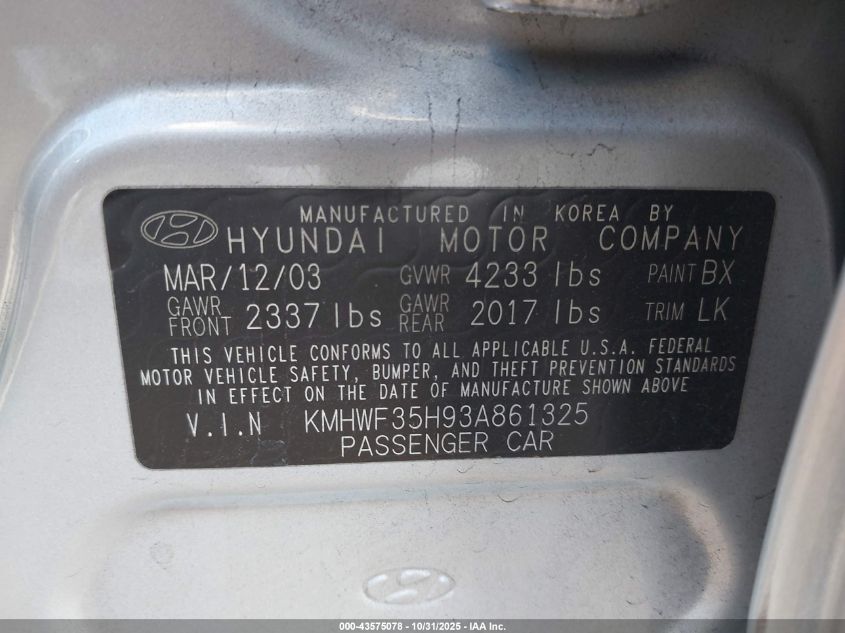 MANUFACTURED IN KOREA BY
HYUNDAI MOTOR COMPANY
MAR/12/03 GVWR 4233 lbs PAINT BX
GAWR FRONT 2337 lbs GAWR REAR 2017 lbs TRIM LK
THIS VEHICLE CONFORMS TO ALL APPLICABLE U.S.A. FEDERAL
MOTOR VEHICLE SAFETY, BUMPER, AND THEFT PREVENTION STANDARDS
IN EFFECT ON THE DATE OF MANUFACTURE SHOWN ABOVE
V.I.N KMHWF35H93A861325
PASSENGER CAR
000-43575078 - 10/31/2025 - IAA Inc.